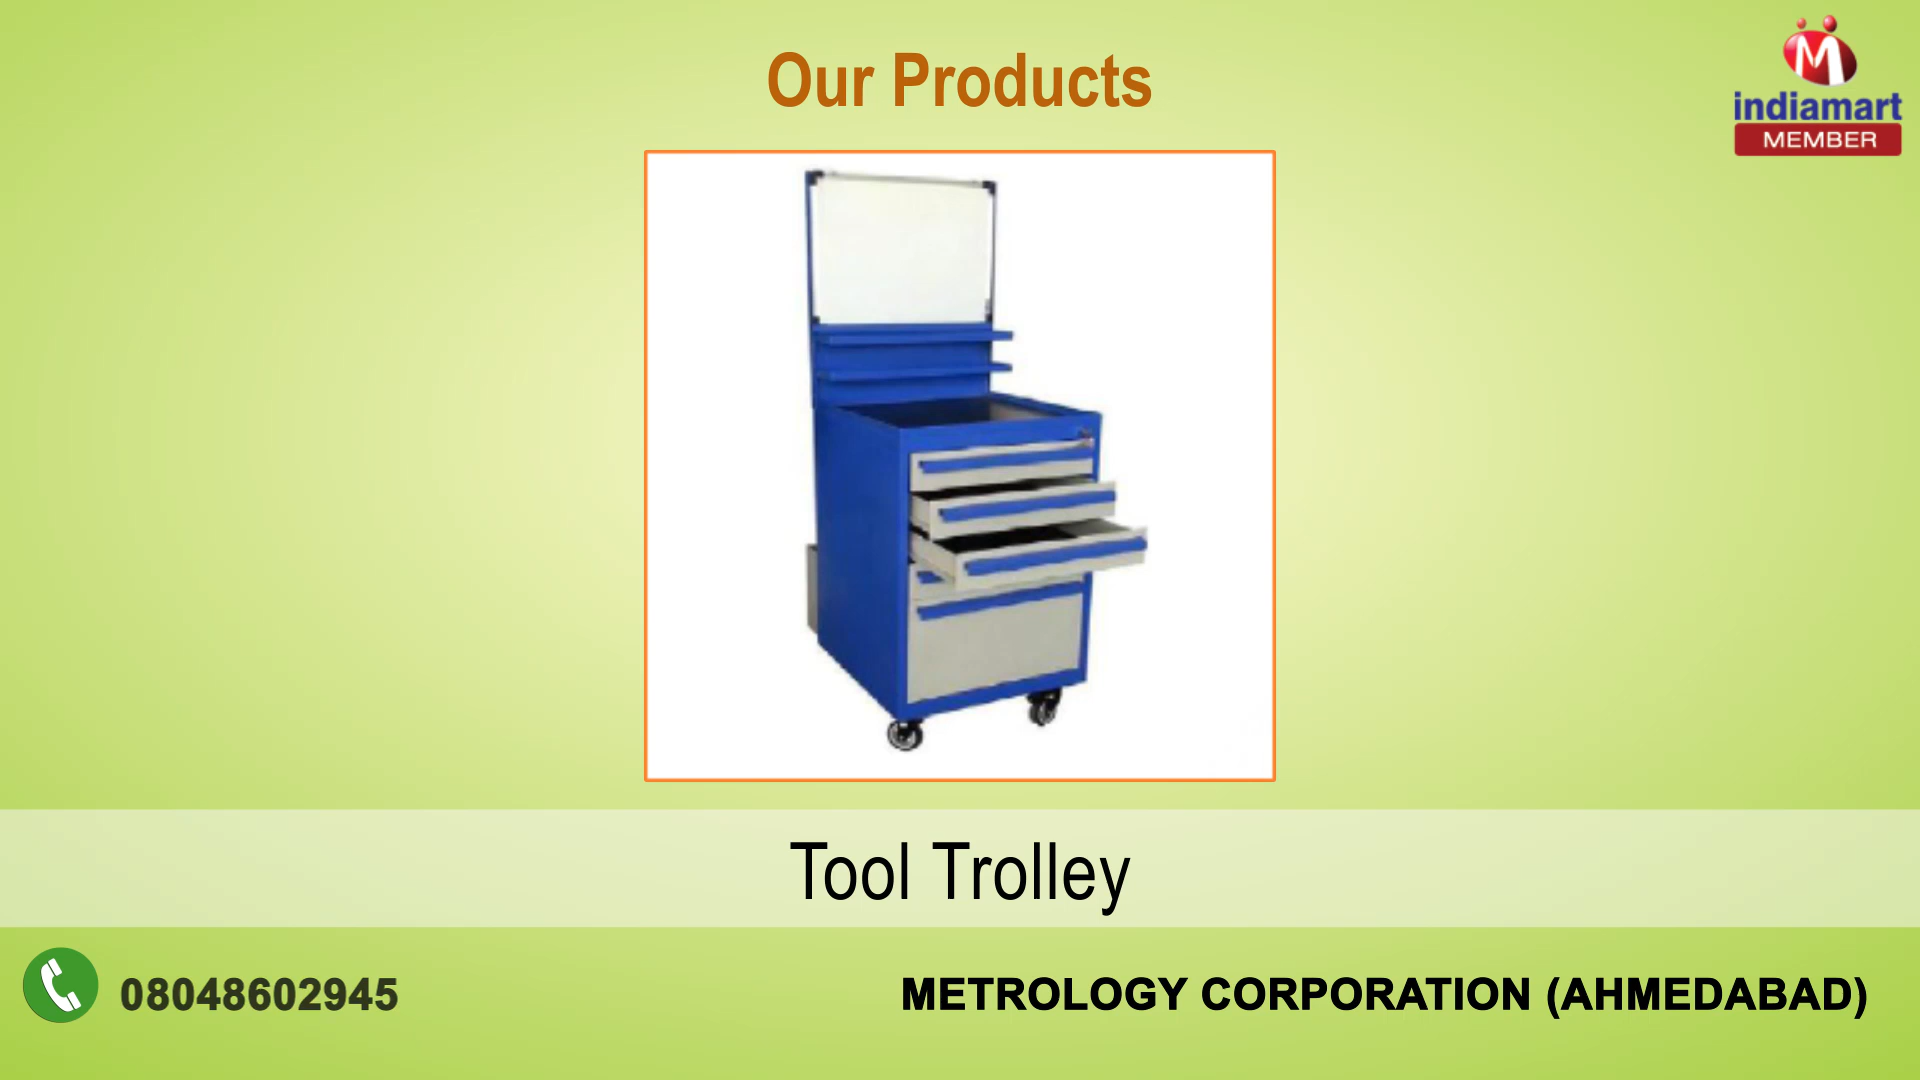 Our Products
indiamart
MEMBER
Tool Trolley
08048602945
METROLOGY CORPORATION (AHMEDABAD)